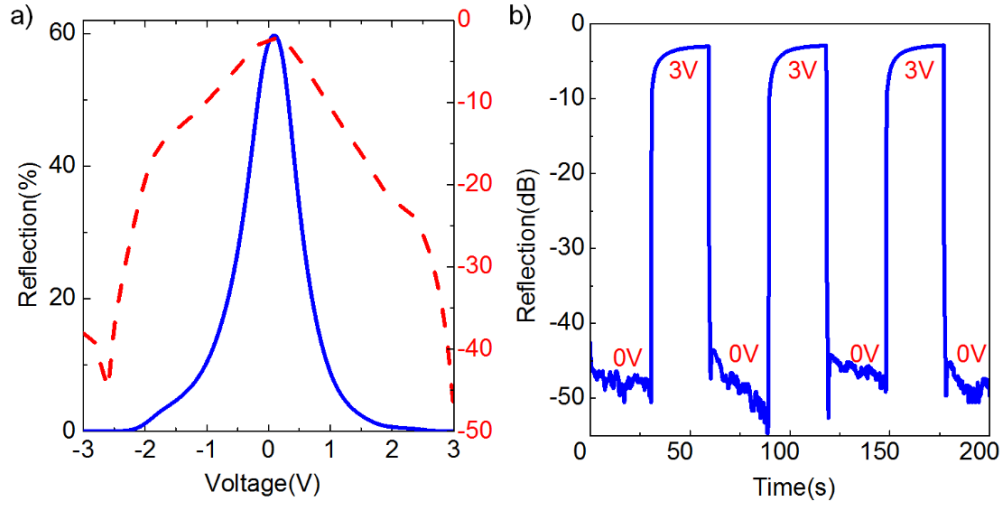 a)
60
40
20
0
Reflection(%)
-3
-2
-1
0
1
2
3
Voltage(V)
0
-10
-20
-30
-40
-50
b)
-0
-10
-20
-30
-40
-50
Reflection(dB)
3V
3V
3V
0V
0V
0V
0V
0
50
100
150
200
Time(s)